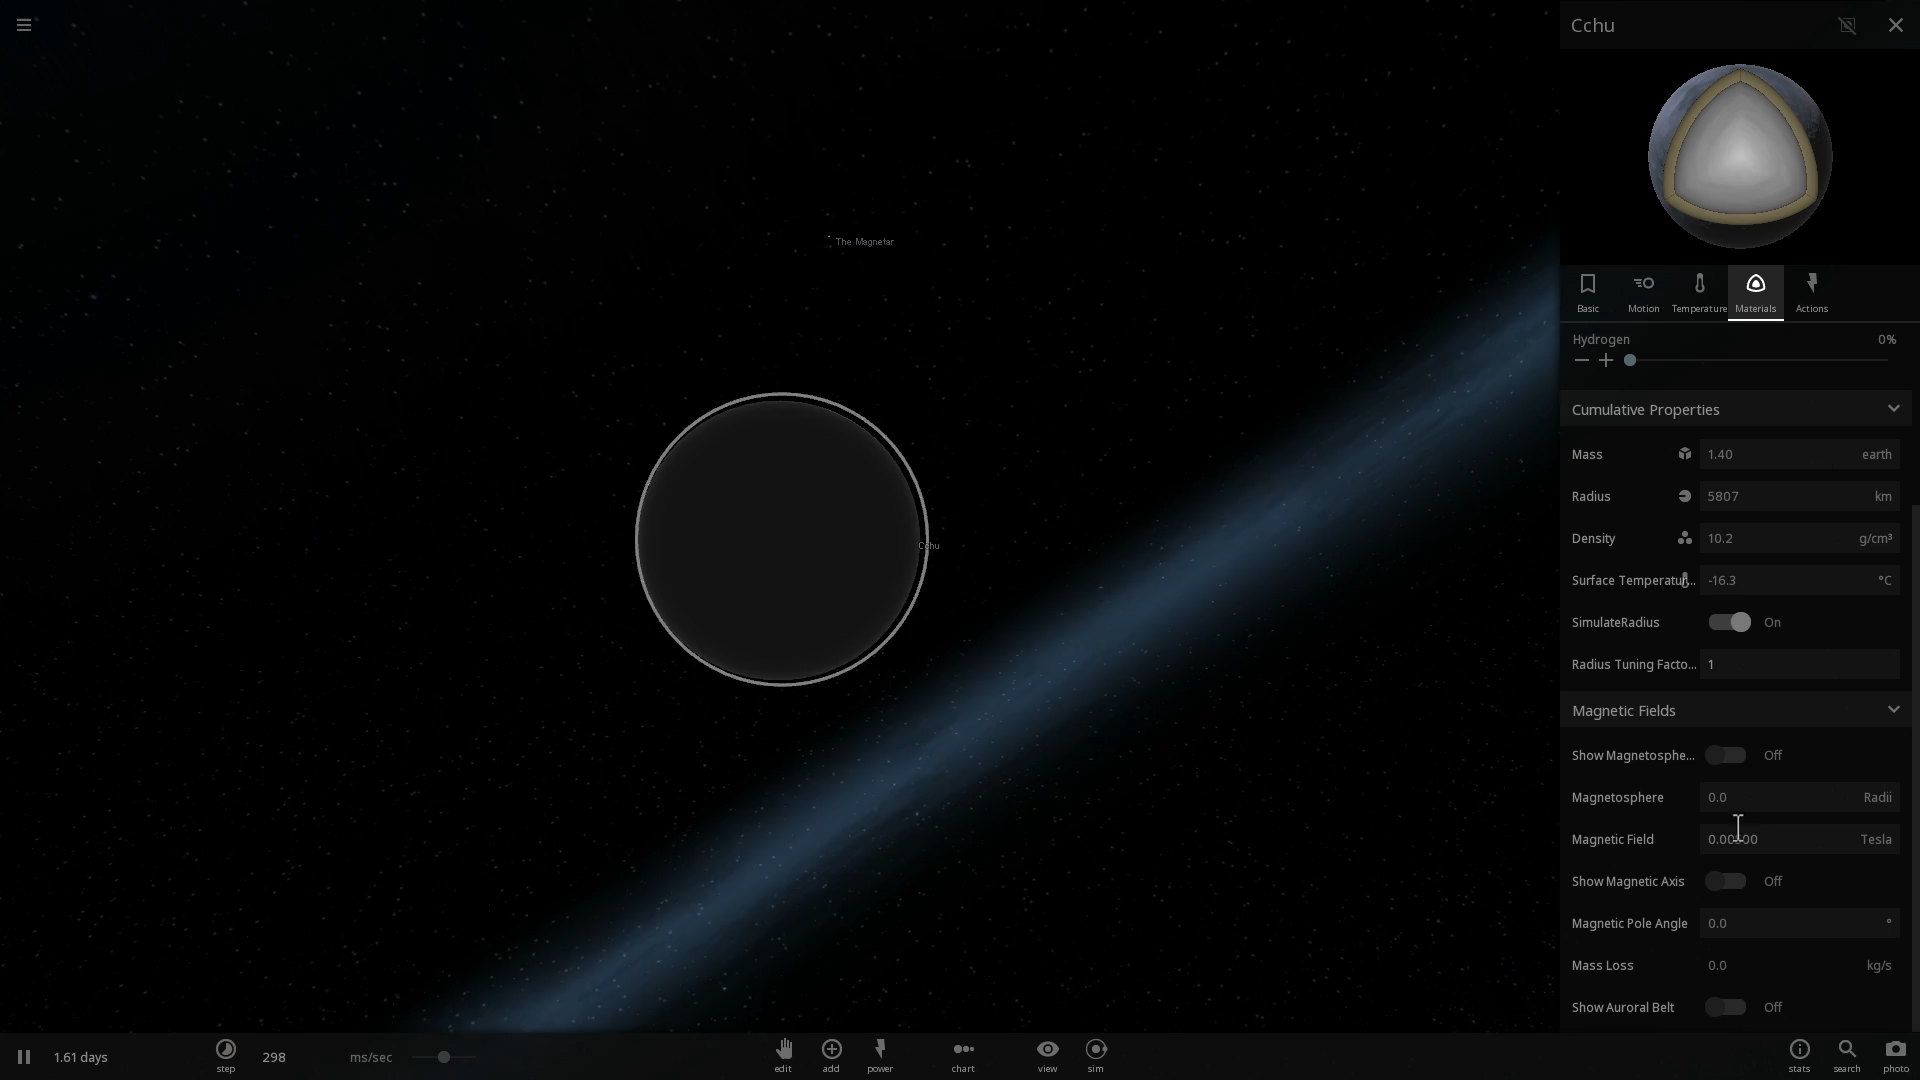 Cchu
The Magnetar
Cchu
Basic
Motion
Temperature
Materials
Actions
Hydrogen 0%
Cumulative Properties
Mass 1.40 earth
Radius 5807 km
Density 10.2 g/cm³
Surface Temperatur... -16.3 °C
SimulateRadius On
Radius Tuning Facto... 1
Magnetic Fields
Show Magnetosphe... Off
Magnetosphere 0.0 Radii
Magnetic Field Tesla
Show Magnetic Axis Off
Magnetic Pole Angle 0.0 °
Mass Loss 0.0 kg/s
Show Auroral Belt Off
1.61 days
step
298 ms/sec
edit
add
power
chart
view
sim
stats
search
photo